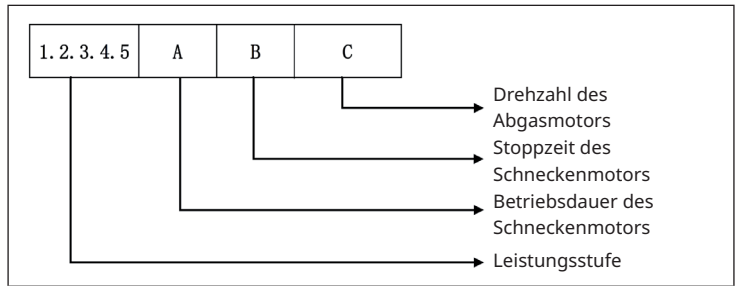 1.2.3.4.5 A B C
Drehzahl des
Abgasmotors
Stoppzeit des
Schneckenmotors
Betriebsdauer des
Schneckenmotors
Leistungsstufe